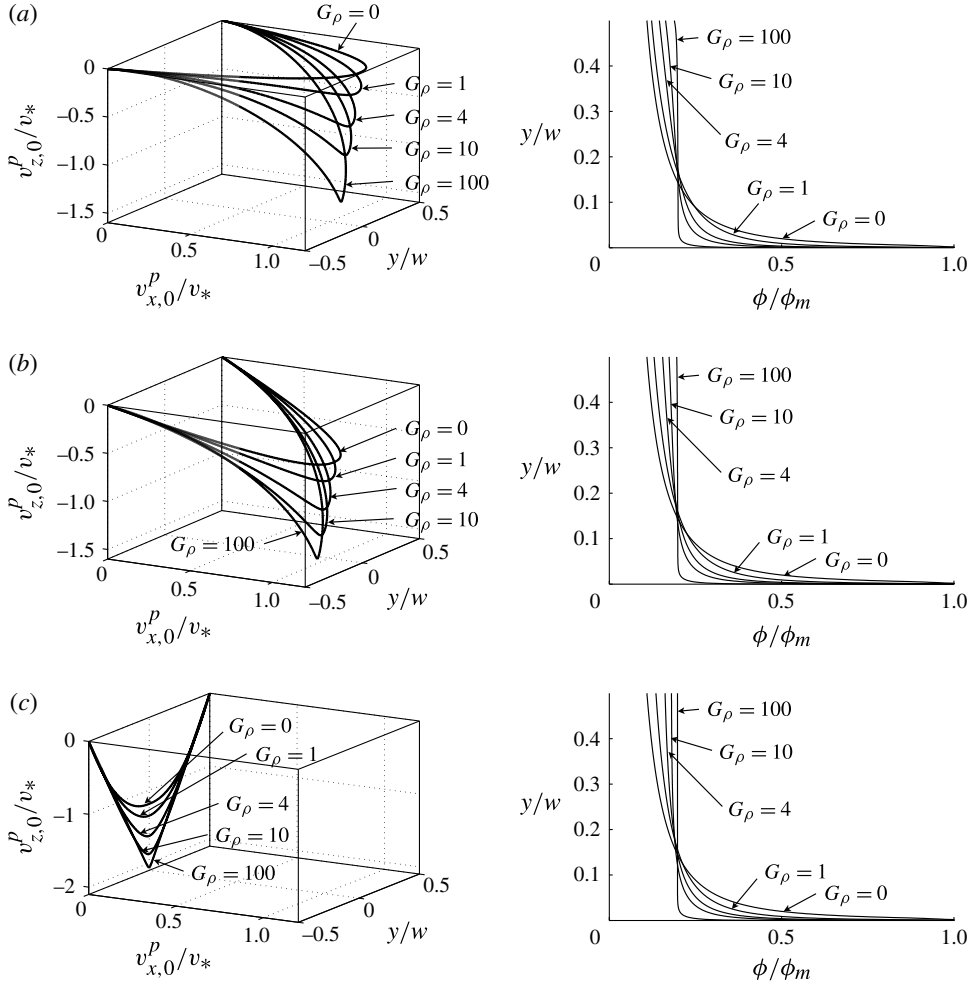 (a)
G_ρ = 0
0
−0.5
−1.0
−1.5
v^p_{z,0}/v_*
G_ρ = 1
G_ρ = 4
G_ρ = 10
G_ρ = 100
0
0.5
1.0
v^p_{x,0}/v_*
−0.5
0
0.5
y/w
0.4
0.3
0.2
0.1
y/w
G_ρ = 100
G_ρ = 10
G_ρ = 4
G_ρ = 1
G_ρ = 0
0
0.5
1.0
ϕ/ϕ_m
(b)
0
−0.5
−1.0
−1.5
v^p_{z,0}/v_*
G_ρ = 0
G_ρ = 1
G_ρ = 4
G_ρ = 10
G_ρ = 100
0
0.5
1.0
v^p_{x,0}/v_*
−0.5
0
0.5
y/w
0.4
0.3
0.2
0.1
y/w
G_ρ = 100
G_ρ = 10
G_ρ = 4
G_ρ = 1
G_ρ = 0
0
0.5
1.0
ϕ/ϕ_m
(c)
0
−1
−2
v^p_{z,0}/v_*
G_ρ = 0
G_ρ = 1
G_ρ = 4
G_ρ = 10
G_ρ = 100
0
0.5
1.0
v^p_{x,0}/v_*
−0.5
0
0.5
y/w
0.4
0.3
0.2
0.1
y/w
G_ρ = 100
G_ρ = 10
G_ρ = 4
G_ρ = 1
G_ρ = 0
0
0.5
1.0
ϕ/ϕ_m